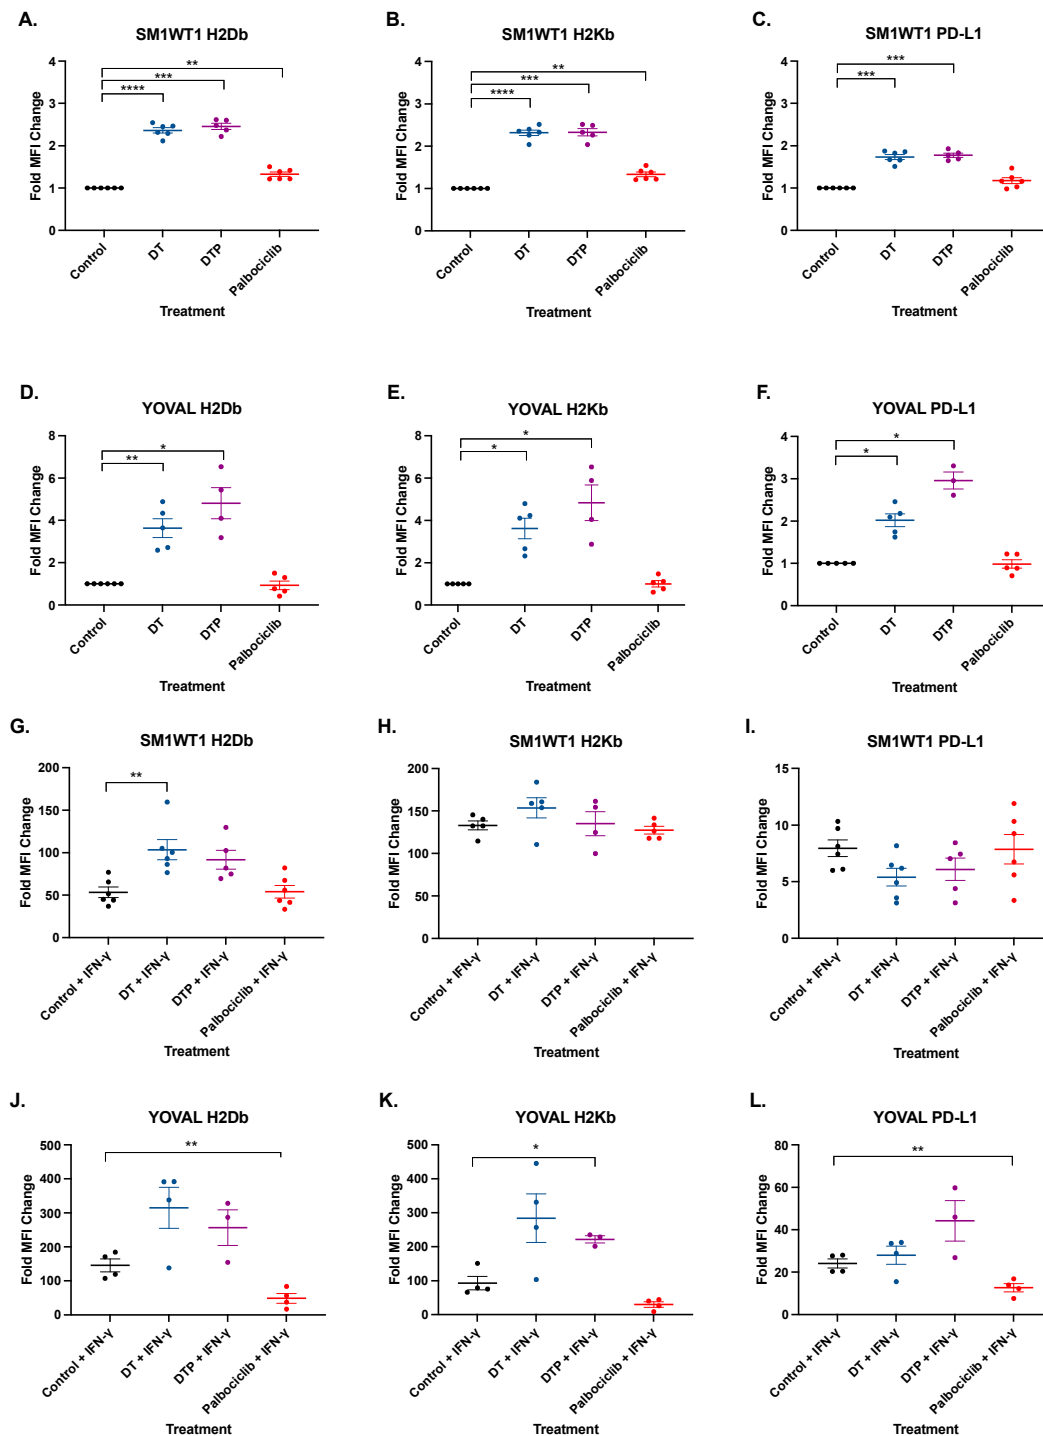 A.
SM1WT1 H2Db
**
***
****
Fold MFI Change
4
3
2
1
0
Control
DT
DTP
Palbociclib
Treatment
B.
SM1WT1 H2Kb
**
***
****
Fold MFI Change
4
3
2
1
0
Control
DT
DTP
Palbociclib
Treatment
C.
SM1WT1 PD-L1
***
***
Fold MFI Change
4
3
2
1
0
Control
DT
DTP
Palbociclib
Treatment
D.
YOVAL H2Db
*
**
Fold MFI Change
8
6
4
2
0
Control
DT
DTP
Palbociclib
Treatment
E.
YOVAL H2Kb
*
*
Fold MFI Change
8
6
4
2
0
Control
DT
DTP
Palbociclib
Treatment
F.
YOVAL PD-L1
*
*
Fold MFI Change
4
3
2
1
0
Control
DT
DTP
Palbociclib
Treatment
G.
SM1WT1 H2Db
**
Fold MFI Change
200
150
100
50
0
Control + IFN-γ
DT + IFN-γ
DTP + IFN-γ
Palbociclib + IFN-γ
Treatment
H.
SM1WT1 H2Kb
Fold MFI Change
200
150
100
50
0
Control + IFN-γ
DT + IFN-γ
DTP + IFN-γ
Palbociclib + IFN-γ
Treatment
I.
SM1WT1 PD-L1
Fold MFI Change
15
10
5
0
Control + IFN-γ
DT + IFN-γ
DTP + IFN-γ
Palbociclib + IFN-γ
Treatment
J.
YOVAL H2Db
**
Fold MFI Change
500
400
300
200
100
0
Control + IFN-γ
DT + IFN-γ
DTP + IFN-γ
Palbociclib + IFN-γ
Treatment
K.
YOVAL H2Kb
*
Fold MFI Change
500
400
300
200
100
0
Control + IFN-γ
DT + IFN-γ
DTP + IFN-γ
Palbociclib + IFN-γ
Treatment
L.
YOVAL PD-L1
**
Fold MFI Change
80
60
40
20
0
Control + IFN-γ
DT + IFN-γ
DTP + IFN-γ
Palbociclib + IFN-γ
Treatment